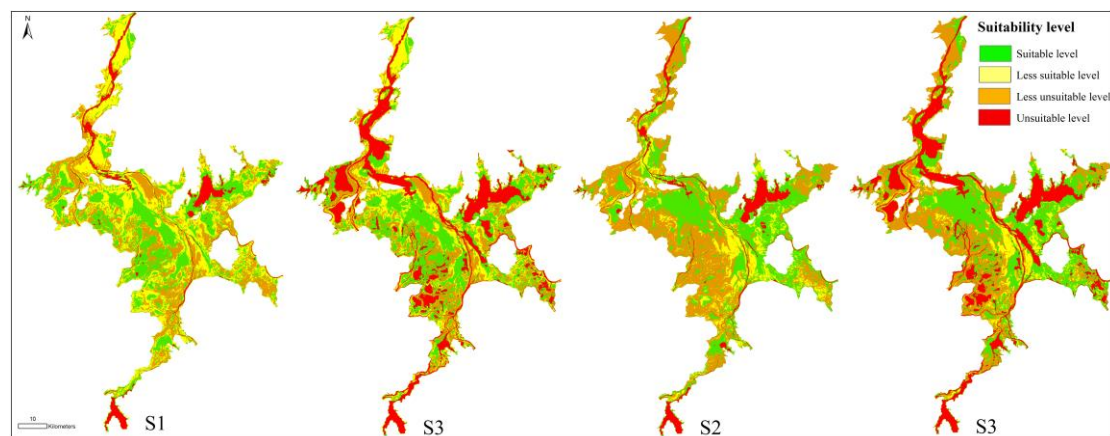 N
Suitability level
Suitable level
Less suitable level
Less unsuitable level
Unsuitable level
10
Kilometers
S1
S3
S2
S3